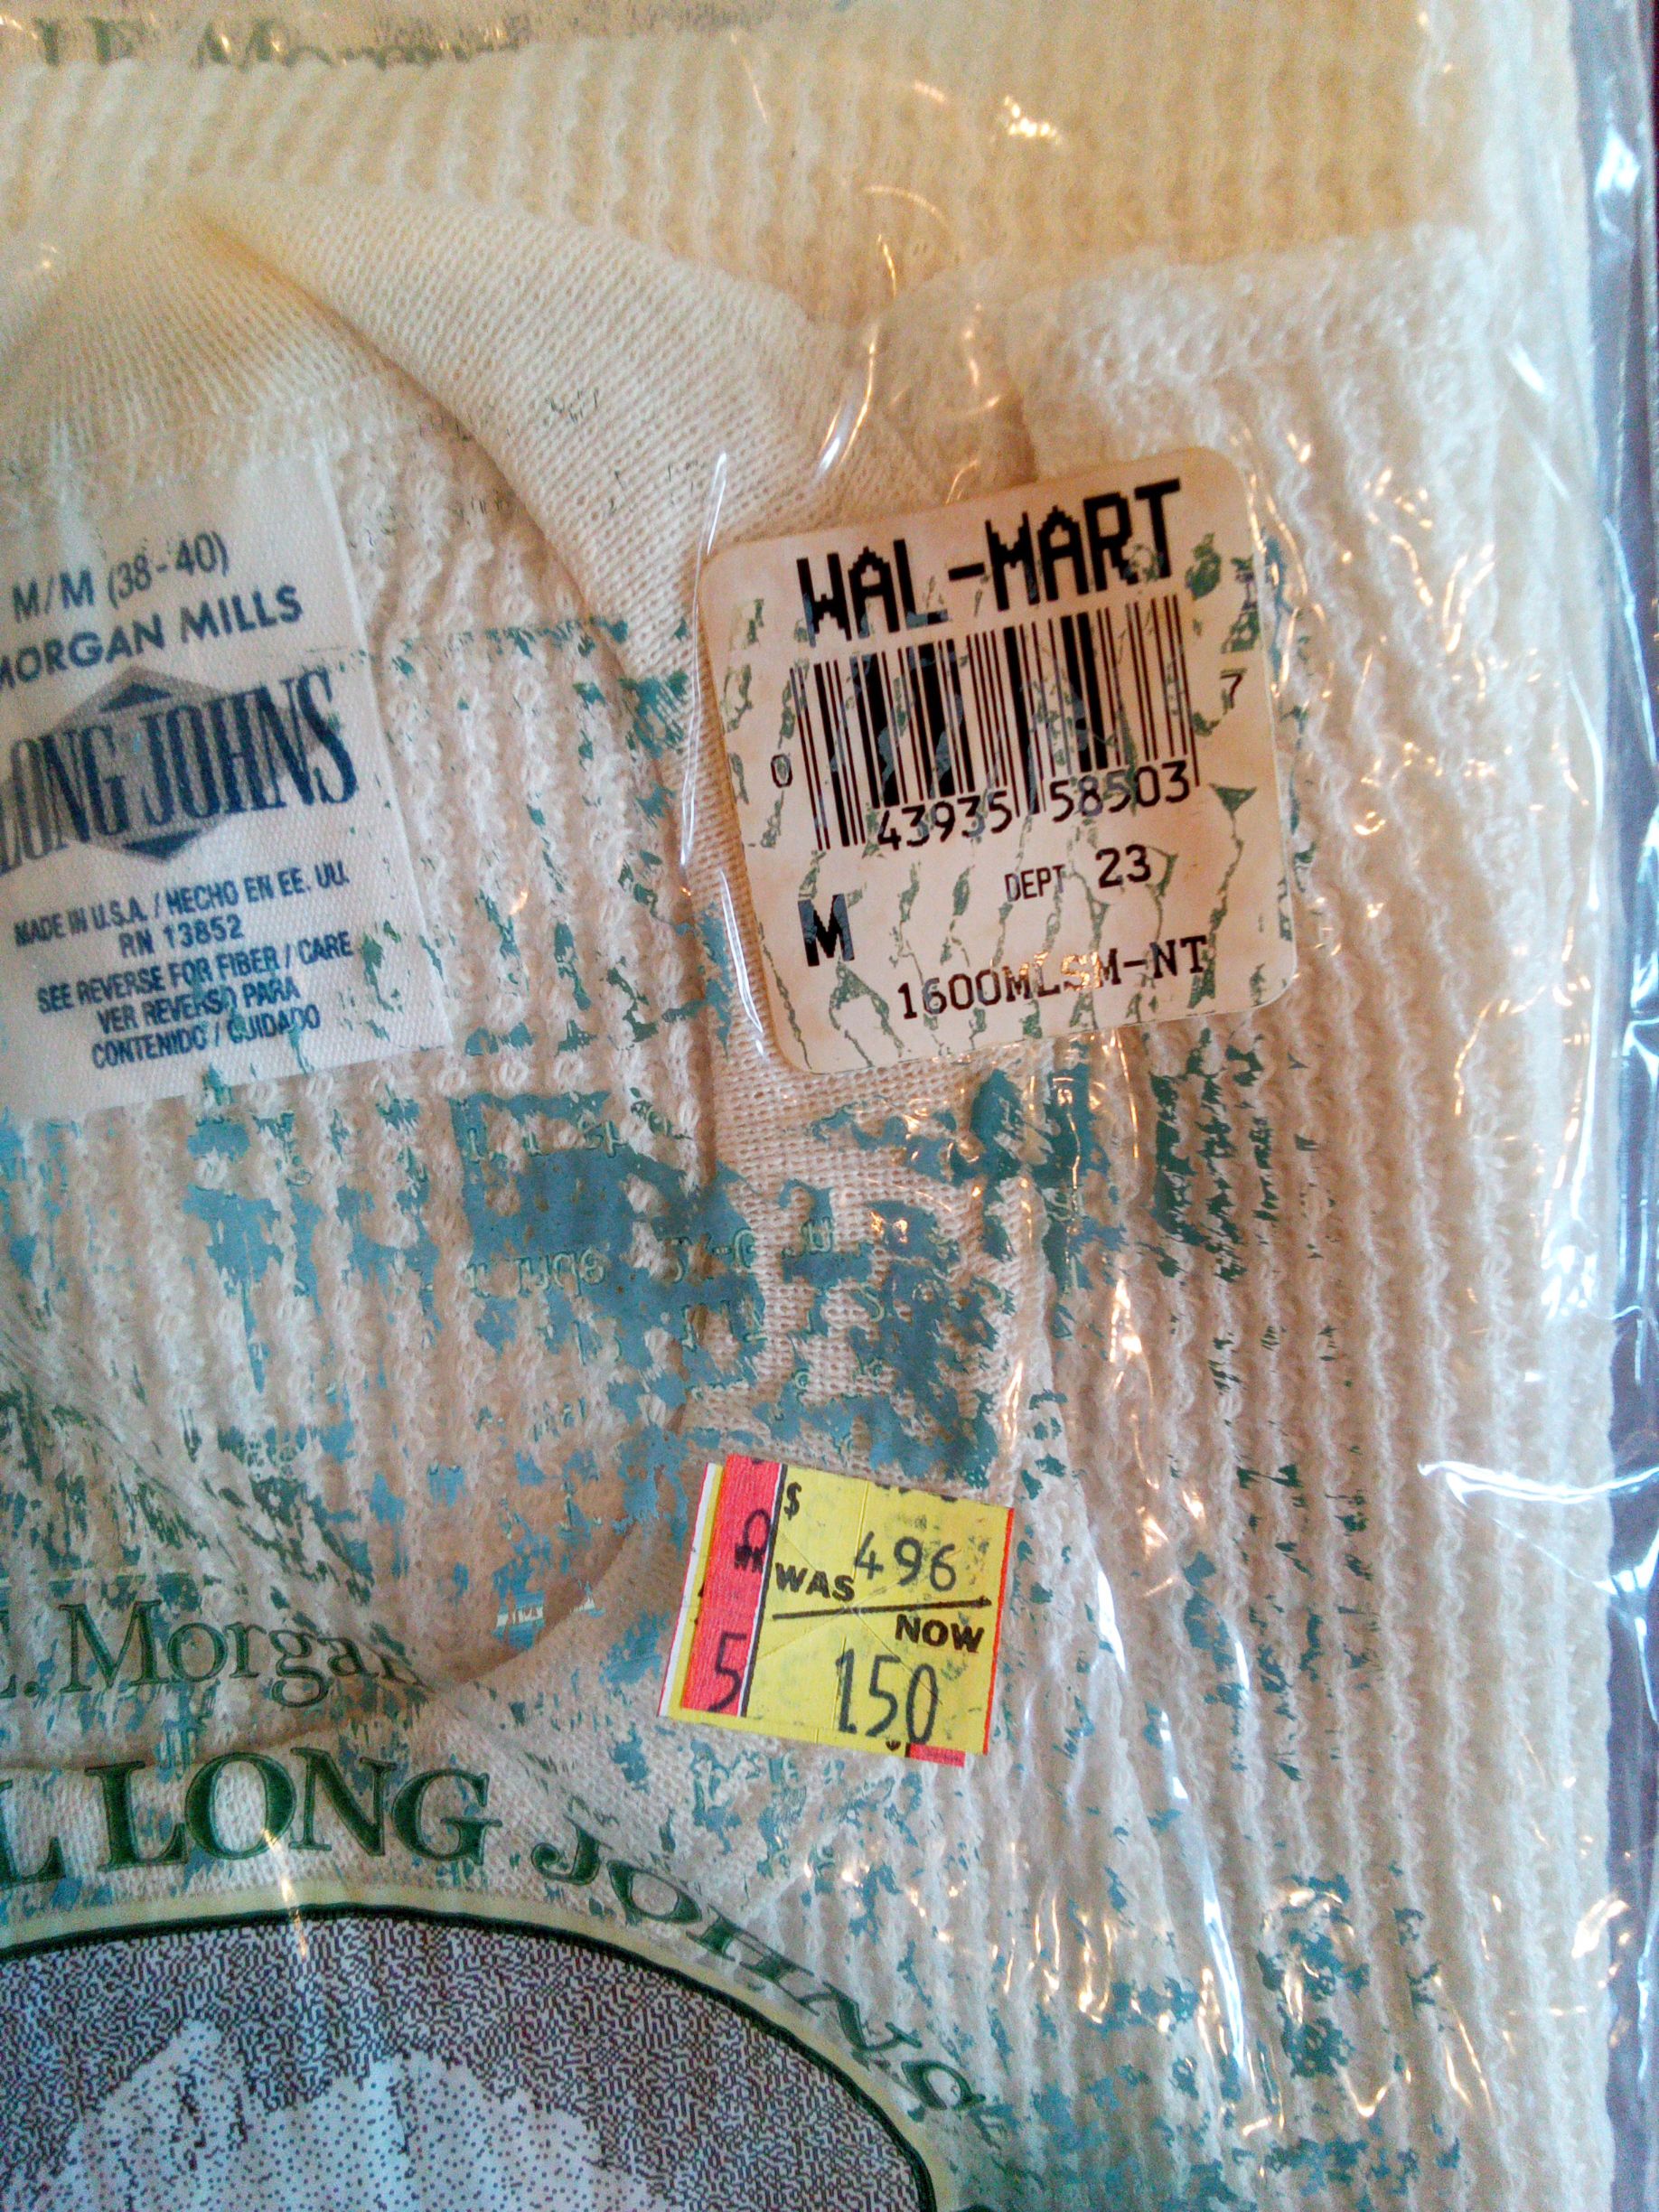 M/M (38-40)
MORGAN MILLS
LONG JOHNS
MADE IN U.S.A. / HECHO EN EE. UU.
RN 13852
SEE REVERSE FOR FIBER / CARE
VER REVERSO PARA
CONTENIDO / CUIDADO
WAL-MART
0 43935 58503 7
DEPT 23
M
1600MLSM-NT
$ 496
WAS
NOW
5 150
E. Morgan
LONG JOHNS